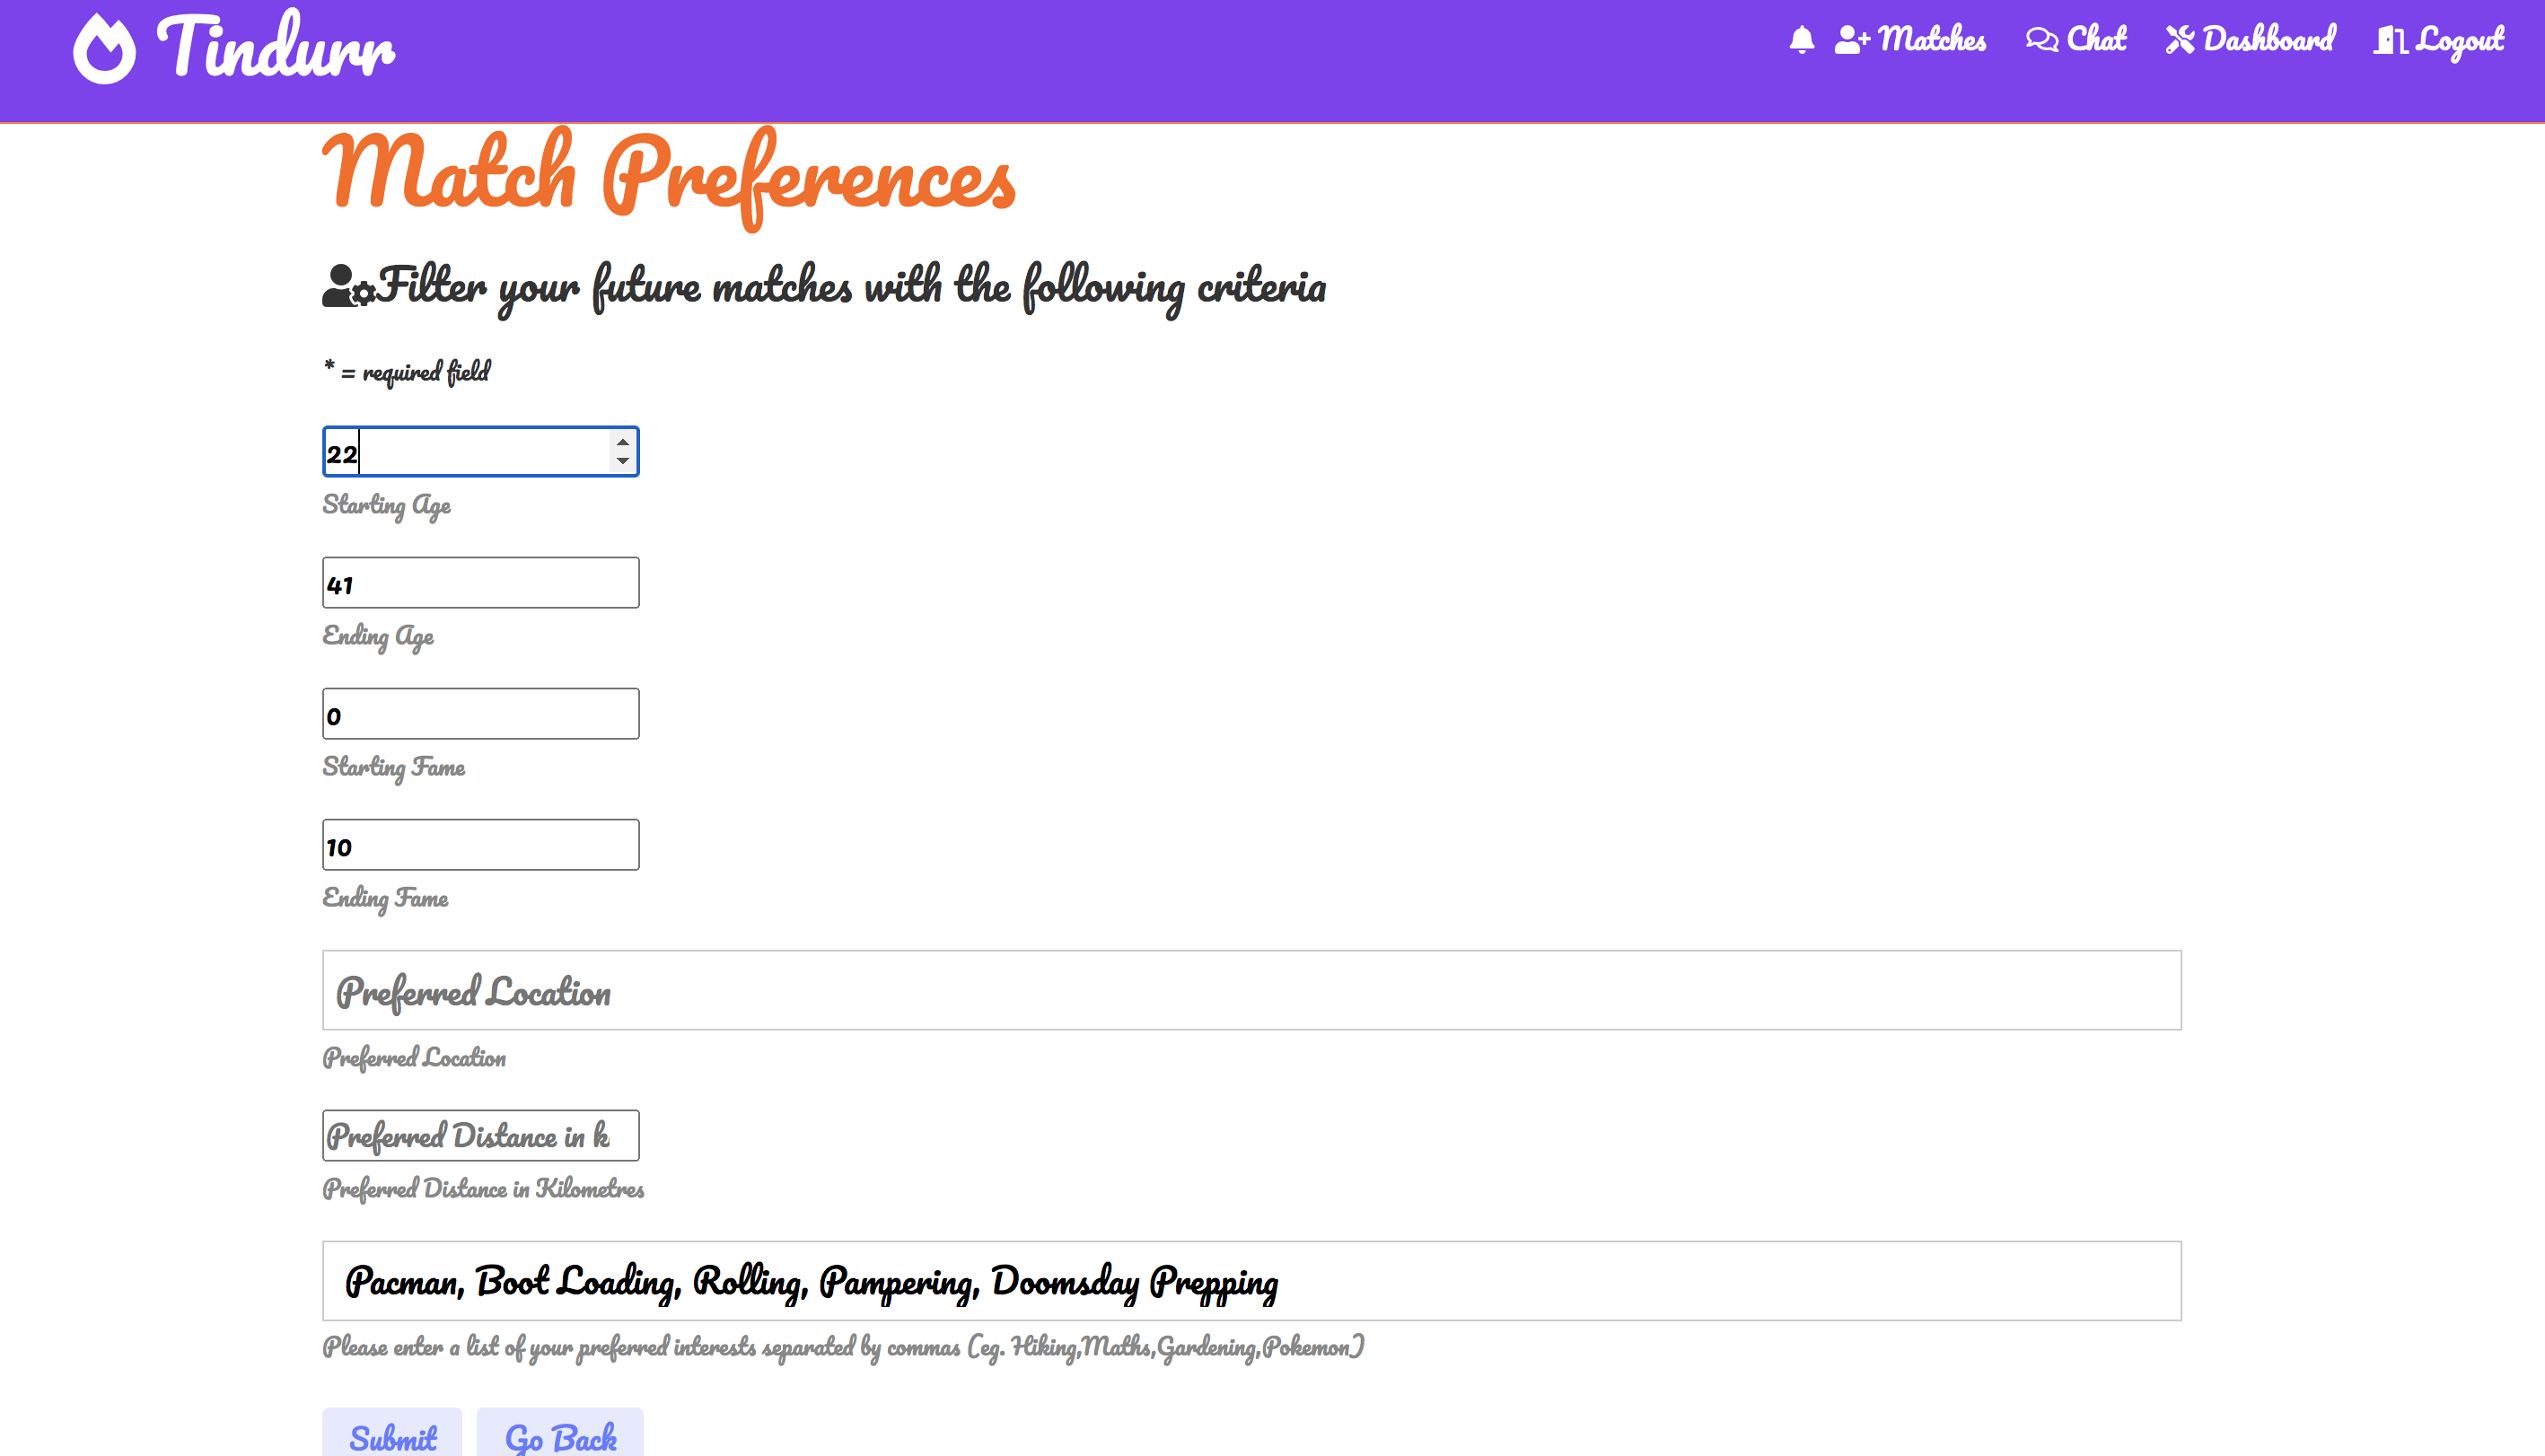 Tindurr
Matches Chat Dashboard Logout
Match Preferences
Filter your future matches with the following criteria
* = required field
22
Starting Age
41
Ending Age
0
Starting Fame
10
Ending Fame
Preferred Location
Preferred Location
Preferred Distance in k
Preferred Distance in Kilometres
Pacman, Boot Loading, Rolling, Pampering, Doomsday Prepping
Please enter a list of your preferred interests separated by commas (eg. Hiking,Maths,Gardening,Pokemon)
Submit Go Back